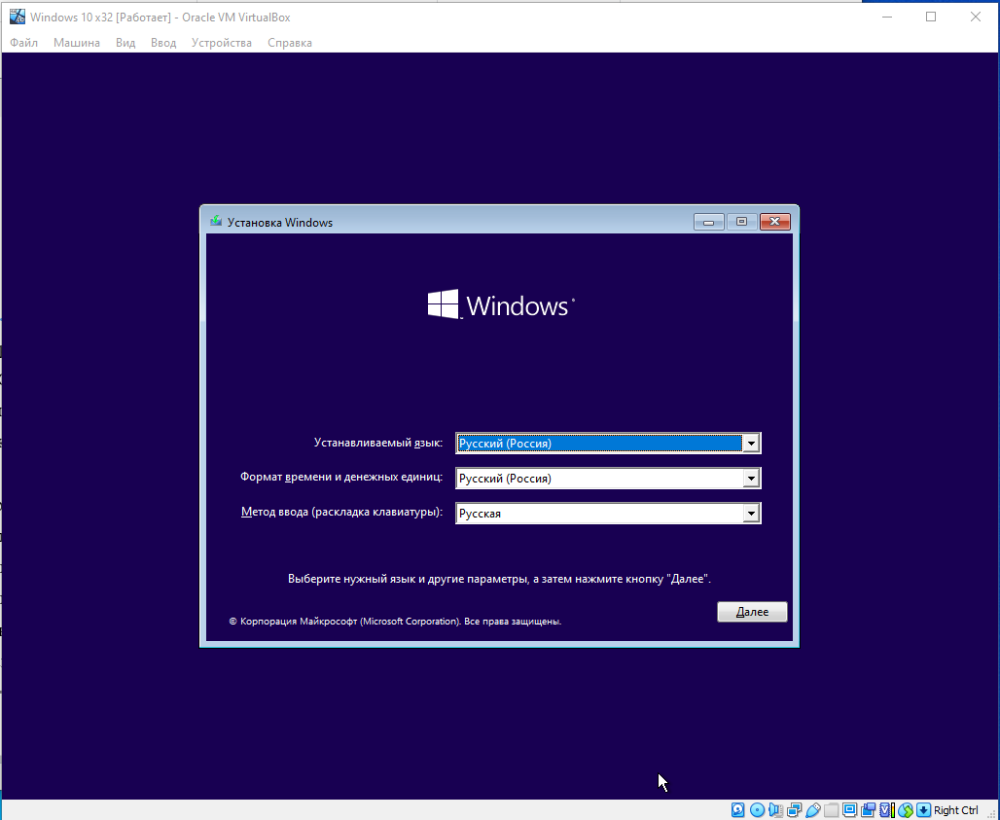 Windows 10 x32 [Работает] - Oracle VM VirtualBox
Файл Машина Вид Ввод Устройства Справка
Установка Windows
Windows
Устанавливаемый язык: Русский (Россия)
Формат времени и денежных единиц: Русский (Россия)
Метод ввода (раскладка клавиатуры): Русская
Выберите нужный язык и другие параметры, а затем нажмите кнопку "Далее".
Далее
© Корпорация Майкрософт (Microsoft Corporation). Все права защищены.
Right Ctrl